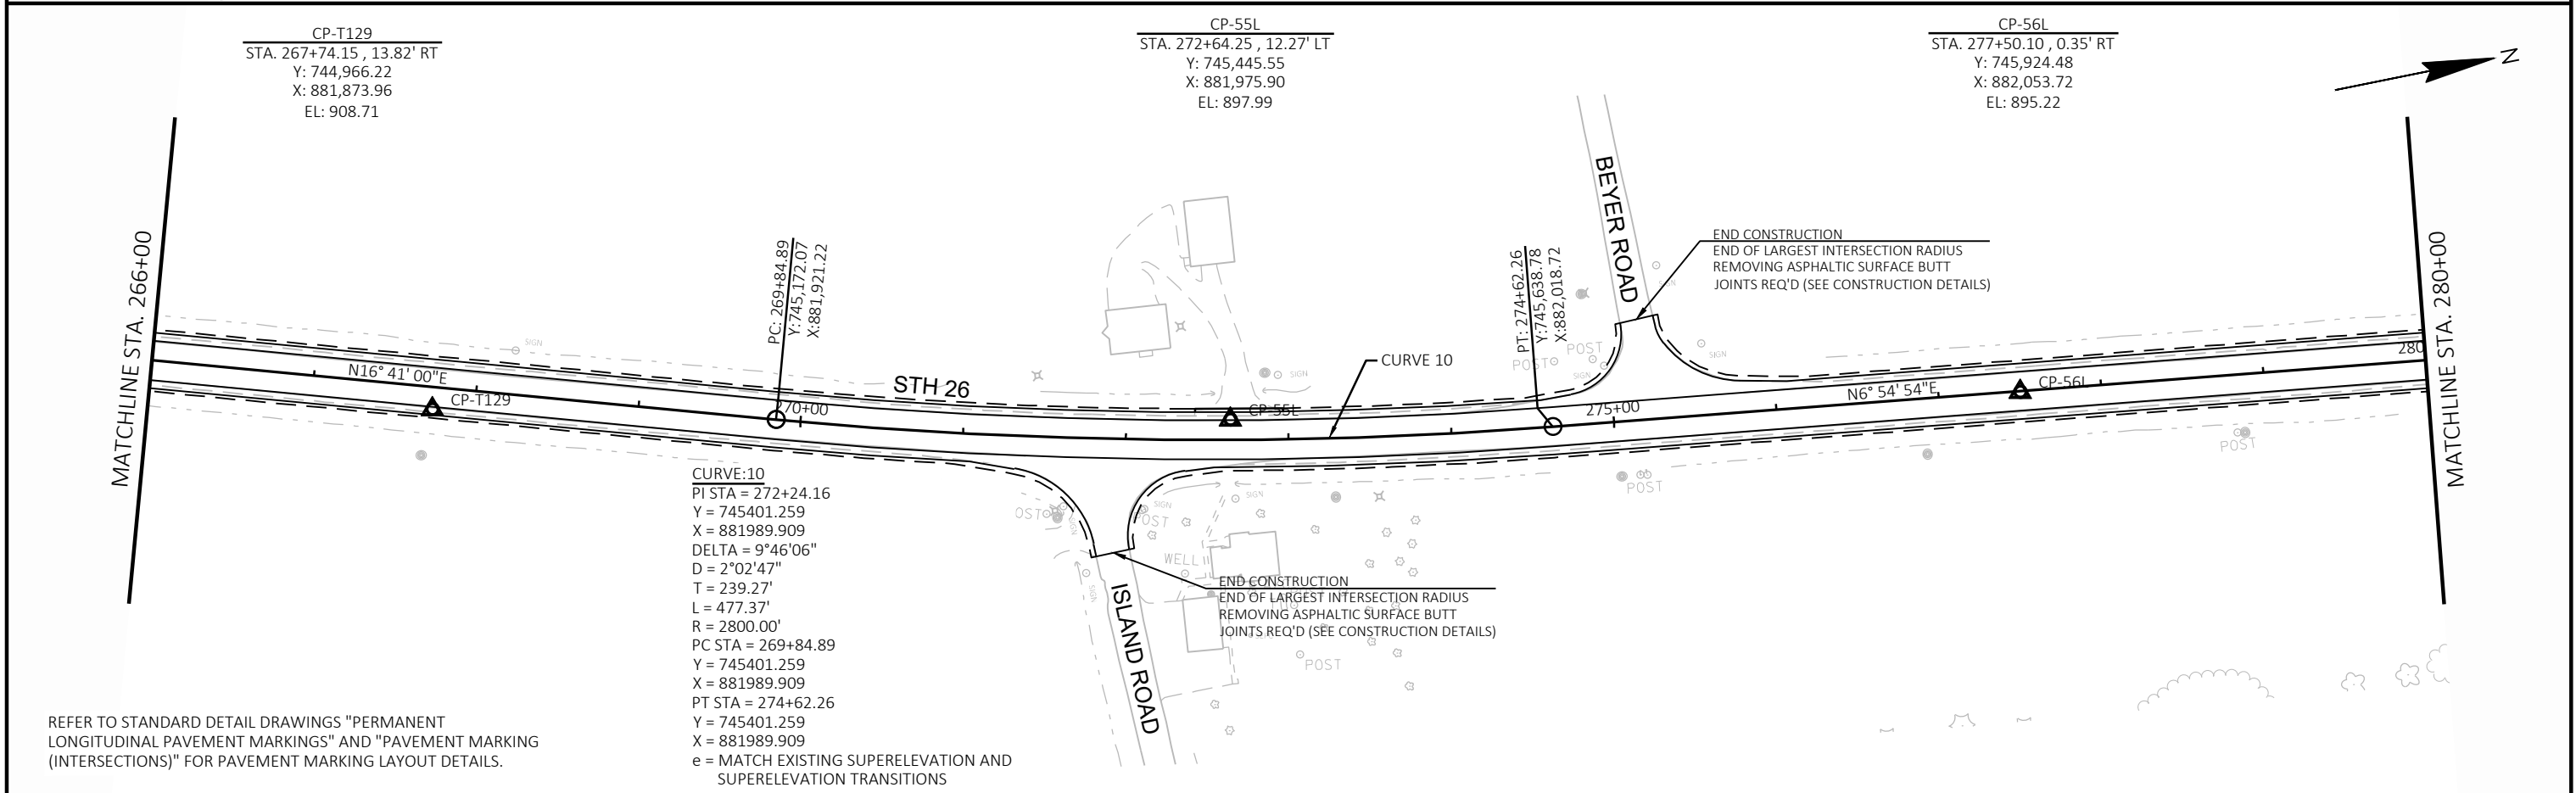 CP-T129
STA. 267+74.15 , 13.82' RT
Y: 744,966.22
X: 881,873.96
EL: 908.71
CP-55L
STA. 272+64.25 , 12.27' LT
Y: 745,445.55
X: 881,975.90
EL: 897.99
CP-56L
STA. 277+50.10 , 0.35' RT
Y: 745,924.48
X: 882,053.72
EL: 895.22
N
MATCHLINE STA. 266+00
PC: 269+84.89
Y:745,172.07
X:881,921.22
PT: 274+62.26
Y:745,638.78
X:882,018.72
BEYER ROAD
END CONSTRUCTION
END OF LARGEST INTERSECTION RADIUS
REMOVING ASPHALTIC SURFACE BUTT
JOINTS REQ'D (SEE CONSTRUCTION DETAILS)
MATCHLINE STA. 280+00
SIGN
SIGN
SIGN
SIGN
SIGN
POST
POST
CURVE 10
280
N16° 41' 00"E
STH 26
CP-T129
270+00
CP-55L
275+00
N6° 54' 54"E
CP-56L
POST
POST
CURVE:10
PI STA = 272+24.16
Y = 745401.259
X = 881989.909
DELTA = 9°46'06"
D = 2°02'47"
T = 239.27'
L = 477.37'
R = 2800.00'
PC STA = 269+84.89
Y = 745401.259
X = 881989.909
PT STA = 274+62.26
Y = 745401.259
X = 881989.909
e = MATCH EXISTING SUPERELEVATION AND
SUPERELEVATION TRANSITIONS
OST
SIGN
POST
SIGN
SIGN
SIGN
WELL
ISLAND ROAD
END CONSTRUCTION
END OF LARGEST INTERSECTION RADIUS
REMOVING ASPHALTIC SURFACE BUTT
JOINTS REQ'D (SEE CONSTRUCTION DETAILS)
POST
REFER TO STANDARD DETAIL DRAWINGS "PERMANENT
LONGITUDINAL PAVEMENT MARKINGS" AND "PAVEMENT MARKING
(INTERSECTIONS)" FOR PAVEMENT MARKING LAYOUT DETAILS.